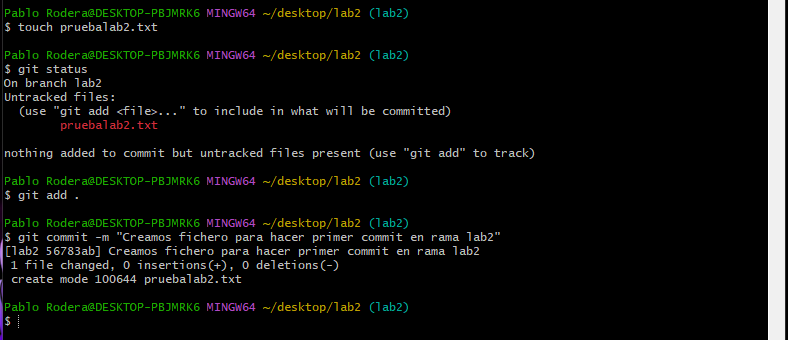 Pablo Rodera@DESKTOP-PBJMRK6 MINGW64 ~/desktop/lab2 (lab2)
$ touch pruebalab2.txt
Pablo Rodera@DESKTOP-PBJMRK6 MINGW64 ~/desktop/lab2 (lab2)
$ git status
On branch lab2
Untracked files:
  (use "git add <file>..." to include in what will be committed)
        pruebalab2.txt
nothing added to commit but untracked files present (use "git add" to track)
Pablo Rodera@DESKTOP-PBJMRK6 MINGW64 ~/desktop/lab2 (lab2)
$ git add .
Pablo Rodera@DESKTOP-PBJMRK6 MINGW64 ~/desktop/lab2 (lab2)
$ git commit -m "Creamos fichero para hacer primer commit en rama lab2"
[lab2 56783ab] Creamos fichero para hacer primer commit en rama lab2
 1 file changed, 0 insertions(+), 0 deletions(-)
 create mode 100644 pruebalab2.txt
Pablo Rodera@DESKTOP-PBJMRK6 MINGW64 ~/desktop/lab2 (lab2)
$